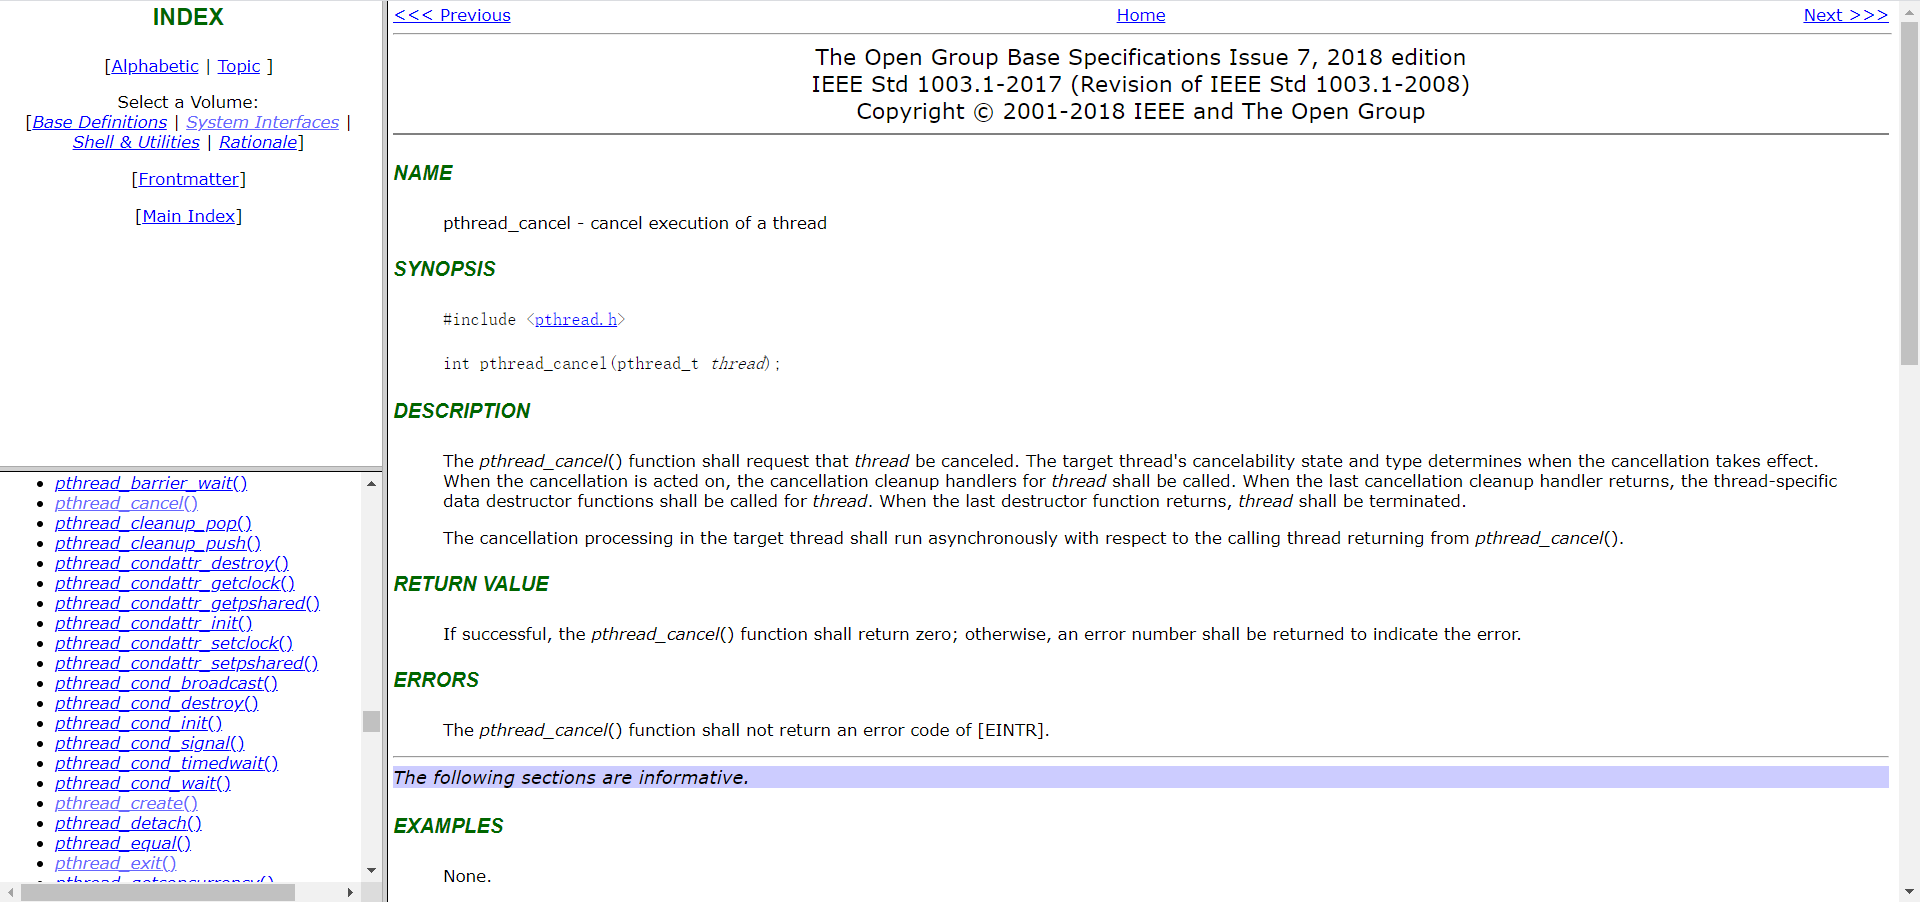 INDEX
[Alphabetic | Topic ]
Select a Volume:
[Base Definitions | System Interfaces |
Shell & Utilities | Rationale]
[Frontmatter]
[Main Index]
pthread_barrier_wait()
pthread_cancel()
pthread_cleanup_pop()
pthread_cleanup_push()
pthread_condattr_destroy()
pthread_condattr_getclock()
pthread_condattr_getpshared()
pthread_condattr_init()
pthread_condattr_setclock()
pthread_condattr_setpshared()
pthread_cond_broadcast()
pthread_cond_destroy()
pthread_cond_init()
pthread_cond_signal()
pthread_cond_timedwait()
pthread_cond_wait()
pthread_create()
pthread_detach()
pthread_equal()
pthread_exit()
pthread_getconcurrency()
<<< Previous Home Next >>>
The Open Group Base Specifications Issue 7, 2018 edition
IEEE Std 1003.1-2017 (Revision of IEEE Std 1003.1-2008)
Copyright © 2001-2018 IEEE and The Open Group
NAME
pthread_cancel - cancel execution of a thread
SYNOPSIS
#include <pthread.h>
int pthread_cancel(pthread_t thread);
DESCRIPTION
The pthread_cancel() function shall request that thread be canceled. The target thread's cancelability state and type determines when the cancellation takes effect.
When the cancellation is acted on, the cancellation cleanup handlers for thread shall be called. When the last cancellation cleanup handler returns, the thread-specific
data destructor functions shall be called for thread. When the last destructor function returns, thread shall be terminated.
The cancellation processing in the target thread shall run asynchronously with respect to the calling thread returning from pthread_cancel().
RETURN VALUE
If successful, the pthread_cancel() function shall return zero; otherwise, an error number shall be returned to indicate the error.
ERRORS
The pthread_cancel() function shall not return an error code of [EINTR].
The following sections are informative.
EXAMPLES
None.